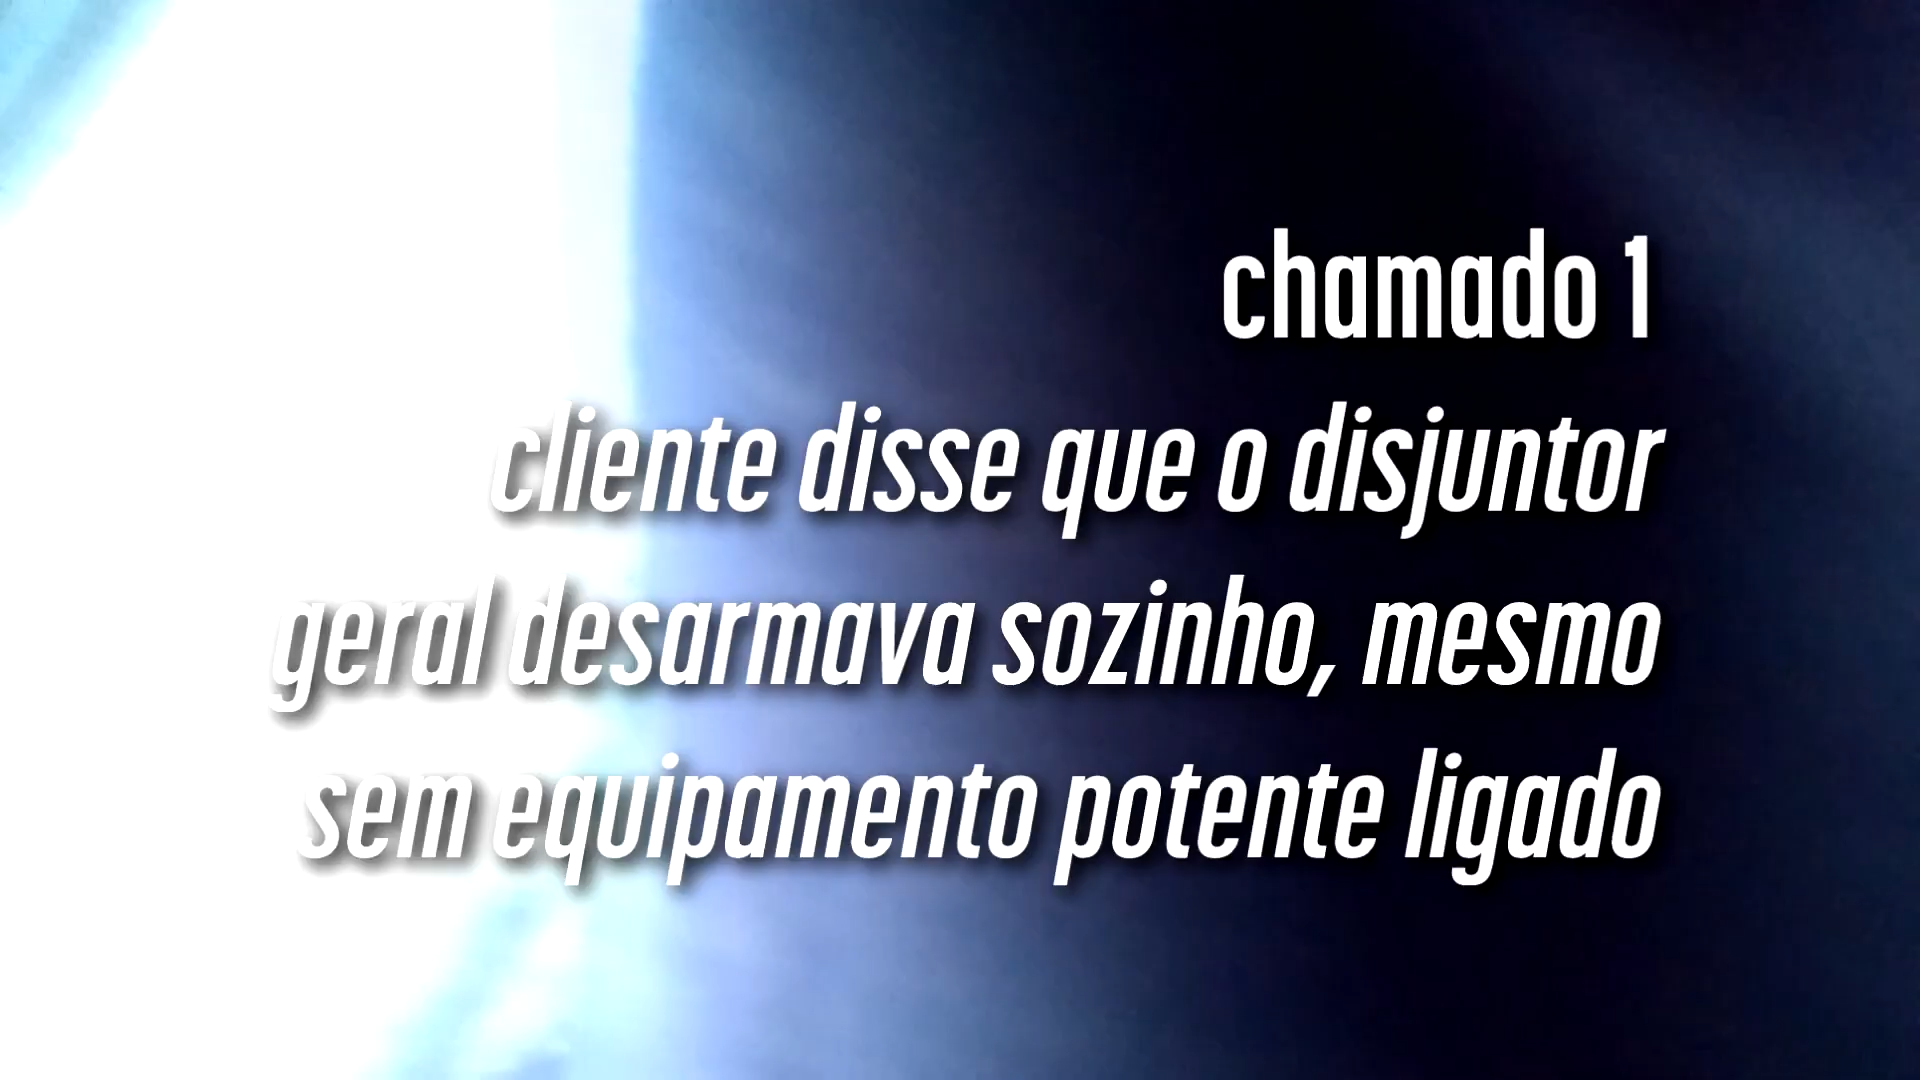 chamado 1
cliente disse que o disjuntor
geral desarmava sozinho, mesmo
sem equipamento potente ligado